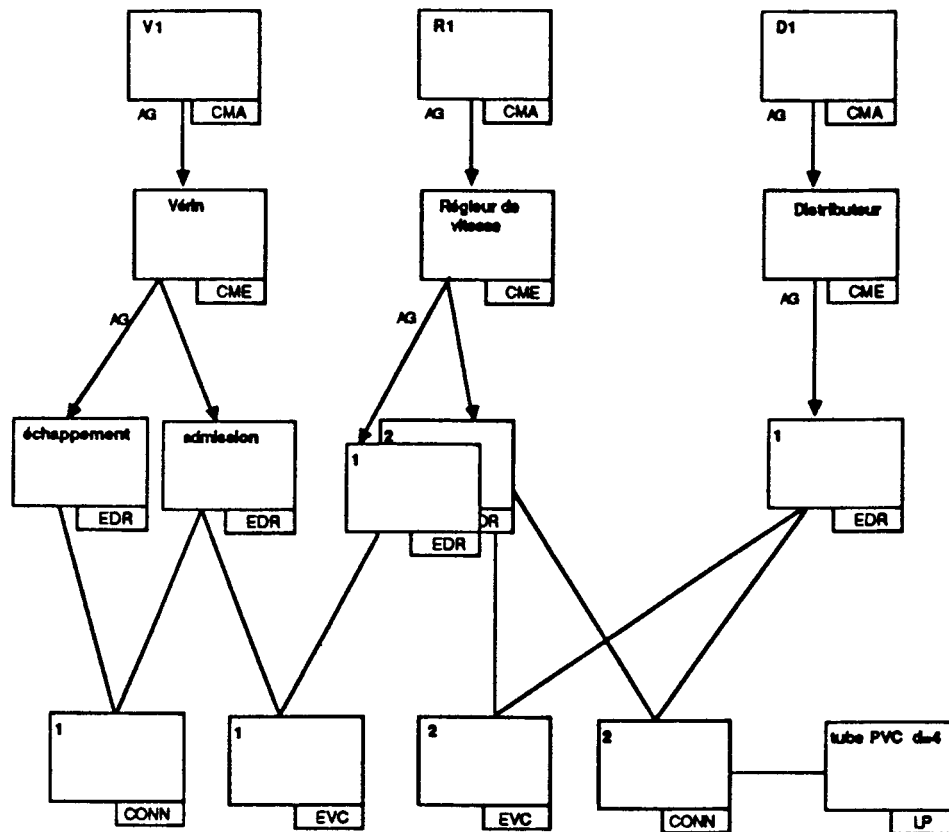 V1
R1
D1
AG
CMA
AG
CMA
AG
CMA
Vérin
Régleur de
vitesse
Distributeur
CME
CME
AG
CME
AG
AG
échappement
admission
2
1
1
EDR
EDR
DR
EDR
EDR
1
1
2
2
tube PVC d=4
CONN
EVC
EVC
CONN
LP